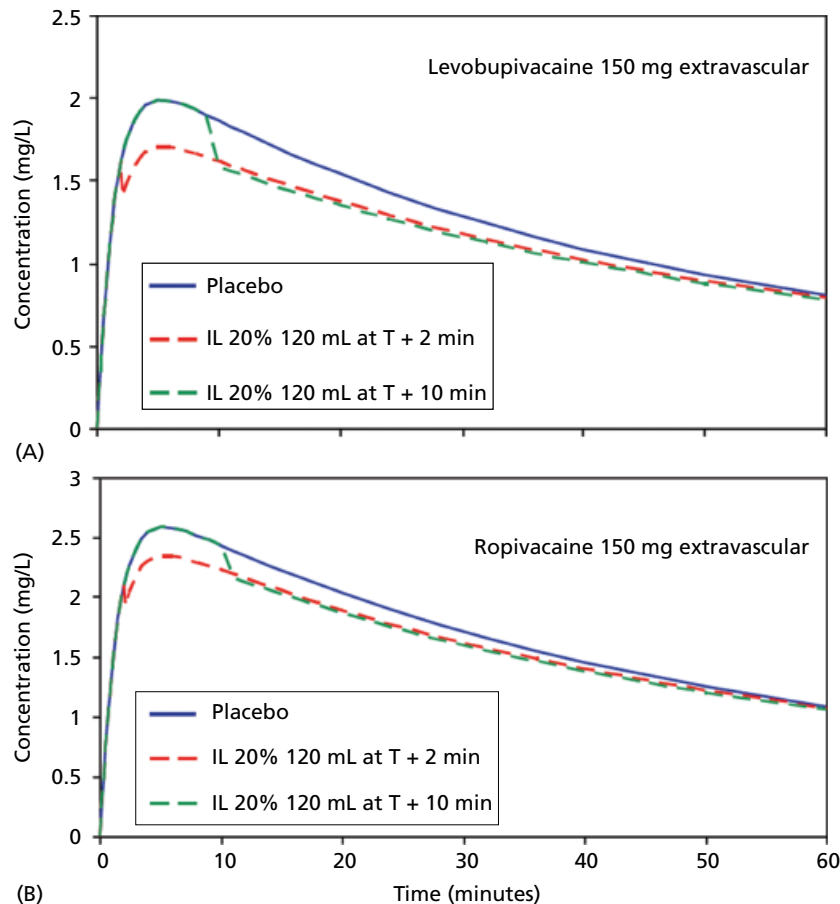 2.5
Levobupivacaine 150 mg extravascular
2
1.5
1
0.5
0
Concentration (mg/L)
Placebo
IL 20% 120 mL at T + 2 min
IL 20% 120 mL at T + 10 min
(A)
3
2.5
Ropivacaine 150 mg extravascular
2
1.5
1
0.5
0
Concentration (mg/L)
Placebo
IL 20% 120 mL at T + 2 min
IL 20% 120 mL at T + 10 min
0 10 20 30 40 50 60
(B)
Time (minutes)